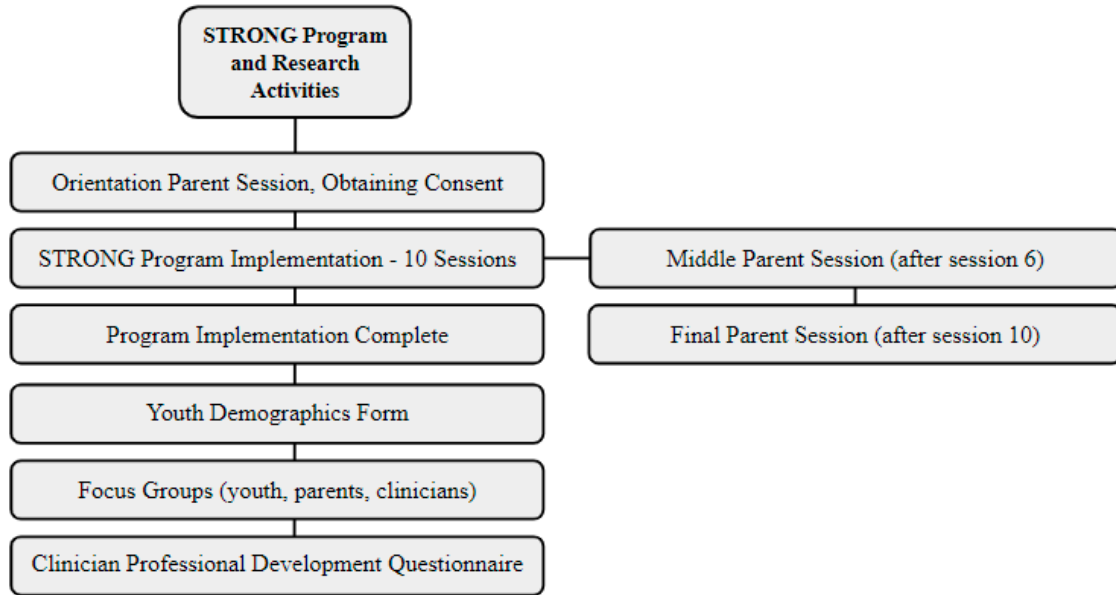 STRONG Program
and Research
Activities
Orientation Parent Session, Obtaining Consent
STRONG Program Implementation - 10 Sessions
Middle Parent Session (after session 6)
Program Implementation Complete
Final Parent Session (after session 10)
Youth Demographics Form
Focus Groups (youth, parents, clinicians)
Clinician Professional Development Questionnaire